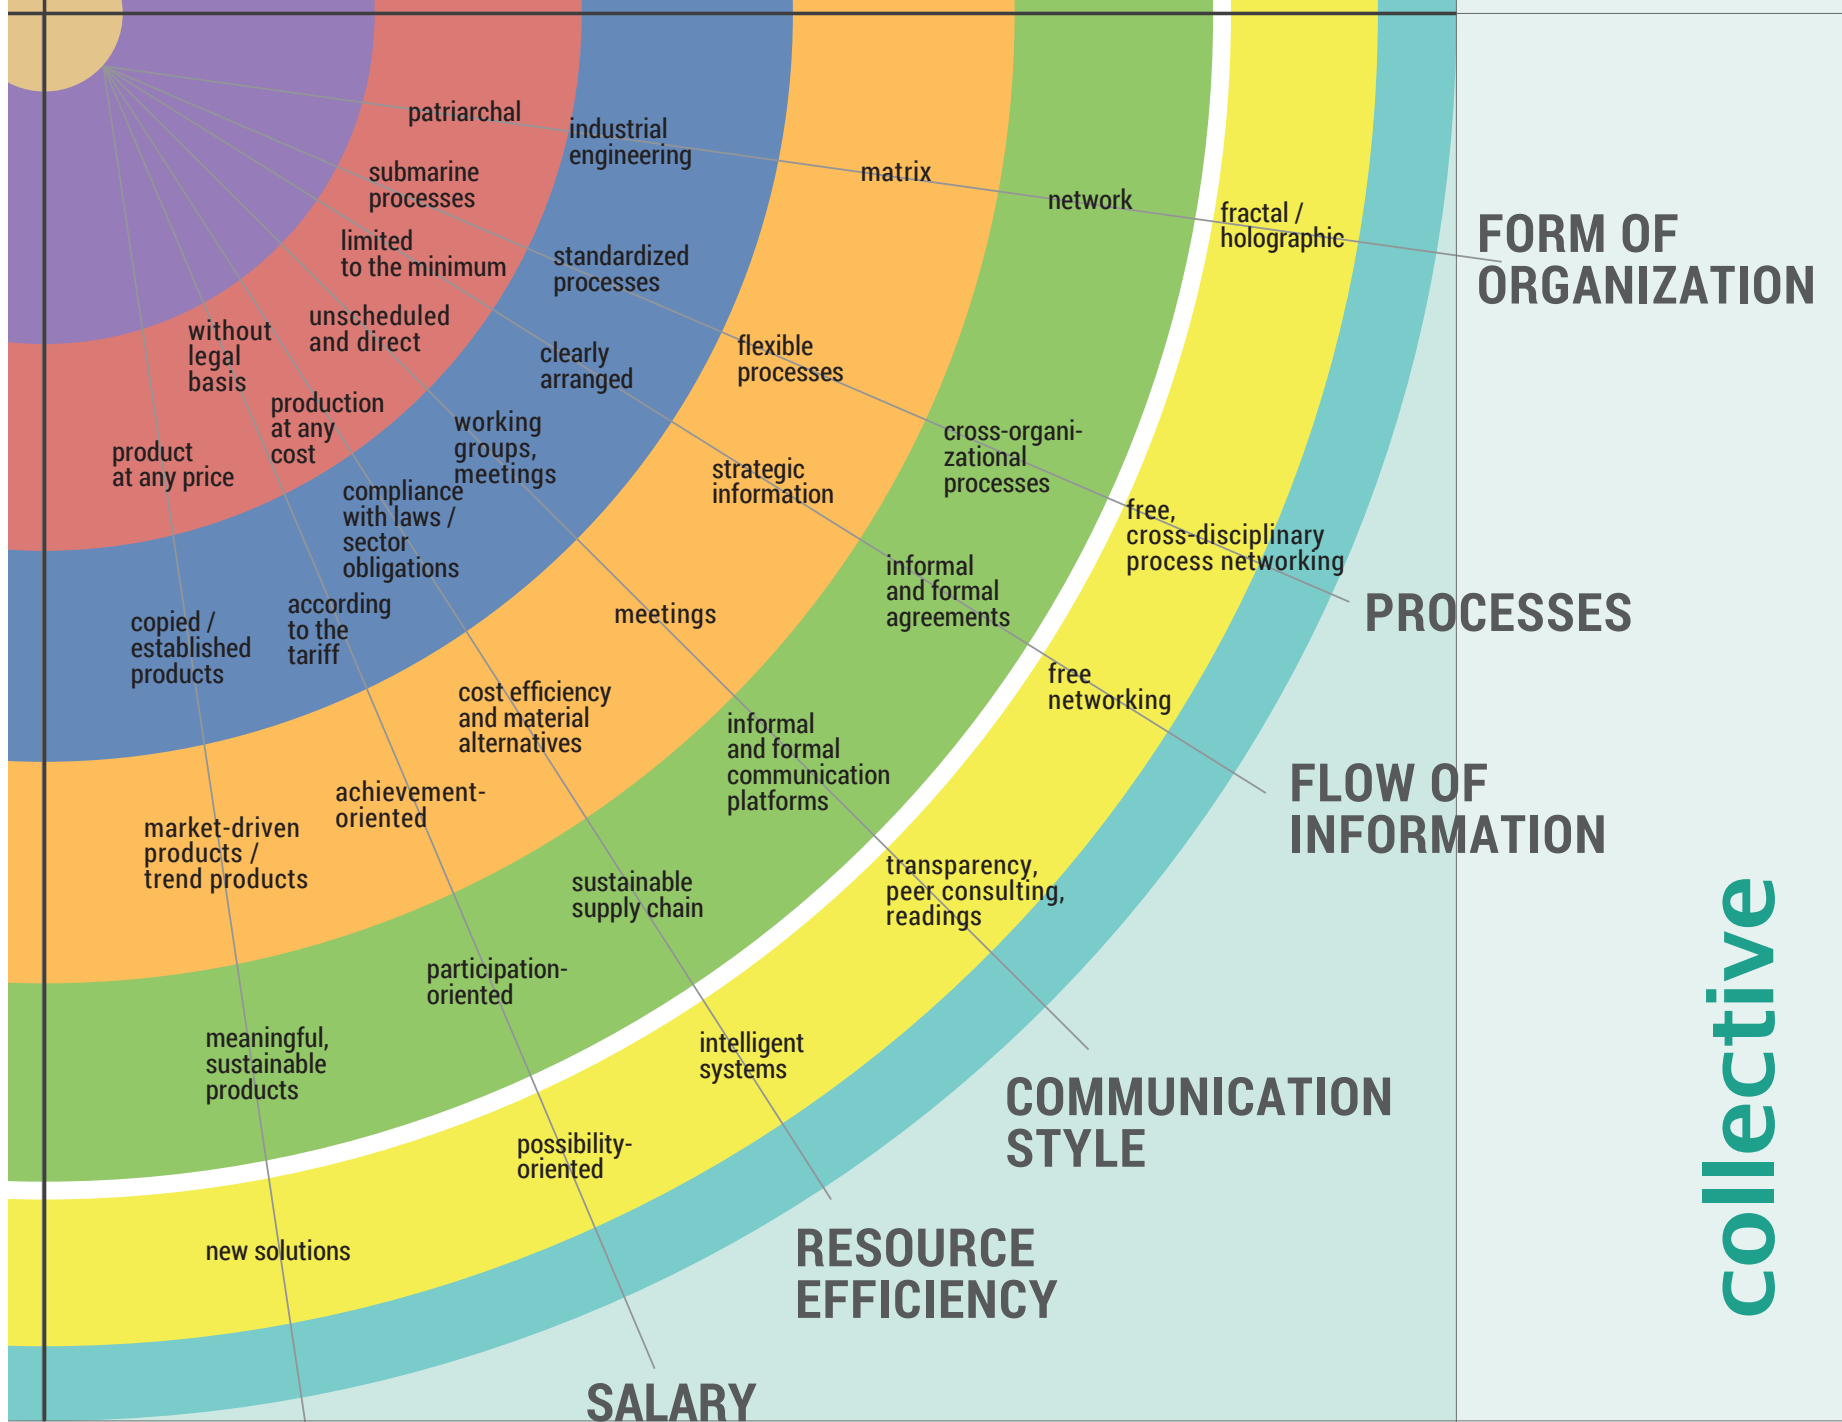 patriarchal
industrial
engineering
matrix
network
fractal /
holographic
FORM OF
ORGANIZATION
submarine
processes
standardized
processes
flexible
processes
cross-organi-
zational
processes
free,
cross-disciplinary
process networking
PROCESSES
limited
to the minimum
clearly
arranged
strategic
information
informal
and formal
agreements
free
networking
FLOW OF
INFORMATION
unscheduled
and direct
working
groups,
meetings
meetings
informal
and formal
communication
platforms
transparency,
peer consulting,
readings
COMMUNICATION
STYLE
production
at any
cost
compliance
with laws /
sector
obligations
cost efficiency
and material
alternatives
sustainable
supply chain
intelligent
systems
RESOURCE
EFFICIENCY
without
legal
basis
according
to the
tariff
achievement-
oriented
participation-
oriented
possibility-
oriented
SALARY
product
at any price
copied /
established
products
market-driven
products /
trend products
meaningful,
sustainable
products
new solutions
collective